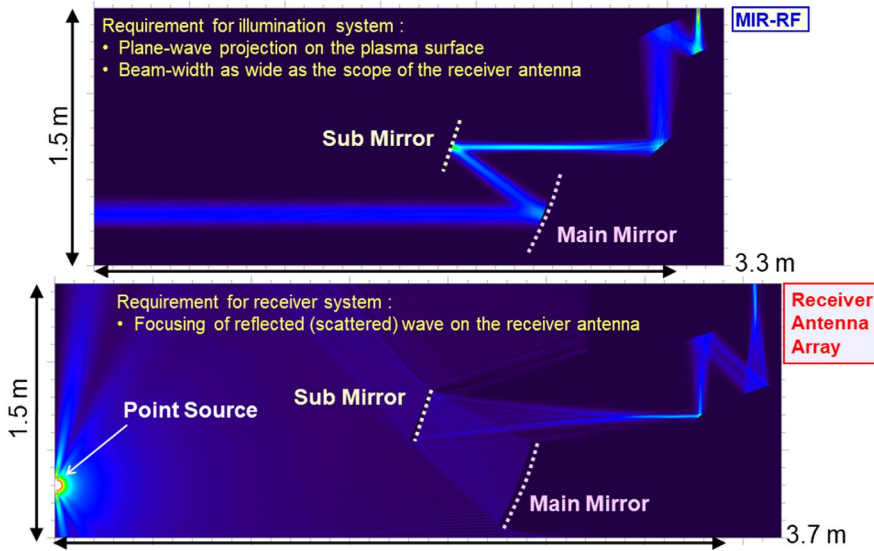 Requirement for illumination system :
• Plane-wave projection on the plasma surface
• Beam-width as wide as the scope of the receiver antenna
MIR-RF
1.5 m
Sub Mirror
Main Mirror
3.3 m
Requirement for receiver system :
• Focusing of reflected (scattered) wave on the receiver antenna
Receiver
Antenna
Array
1.5 m
Sub Mirror
Point Source
Main Mirror
3.7 m